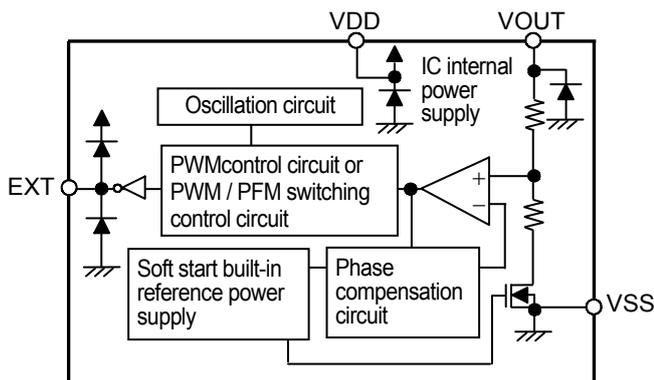 VDD
VOUT
IC internal
power
supply
Oscillation circuit
PWMcontrol circuit or
PWM / PFM switching
control circuit
EXT
+
−
Soft start built-in
reference power
supply
Phase
compensation
circuit
VSS